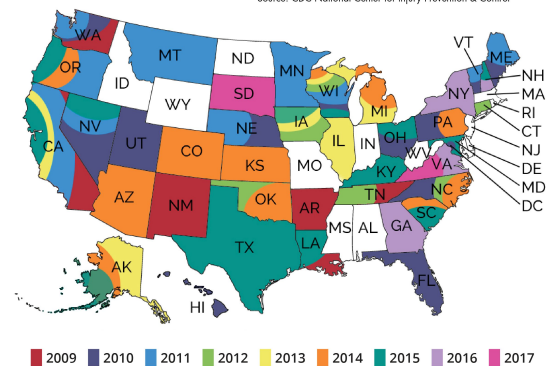 Source: CDC National Center for Injury Prevention & Control
WA
MT
ND
MN
VT
ME
OR
ID
SD
WI
NH
WY
MI
NY
MA
RI
NV
NE
IA
PA
CT
CA
UT
CO
IL
IN
OH
NJ
KS
MO
WV
DE
KY
VA
MD
AZ
NM
OK
AR
TN
NC
DC
SC
TX
LA
MS
AL
GA
AK
HI
FL
2009 2010 2011 2012 2013 2014 2015 2016 2017